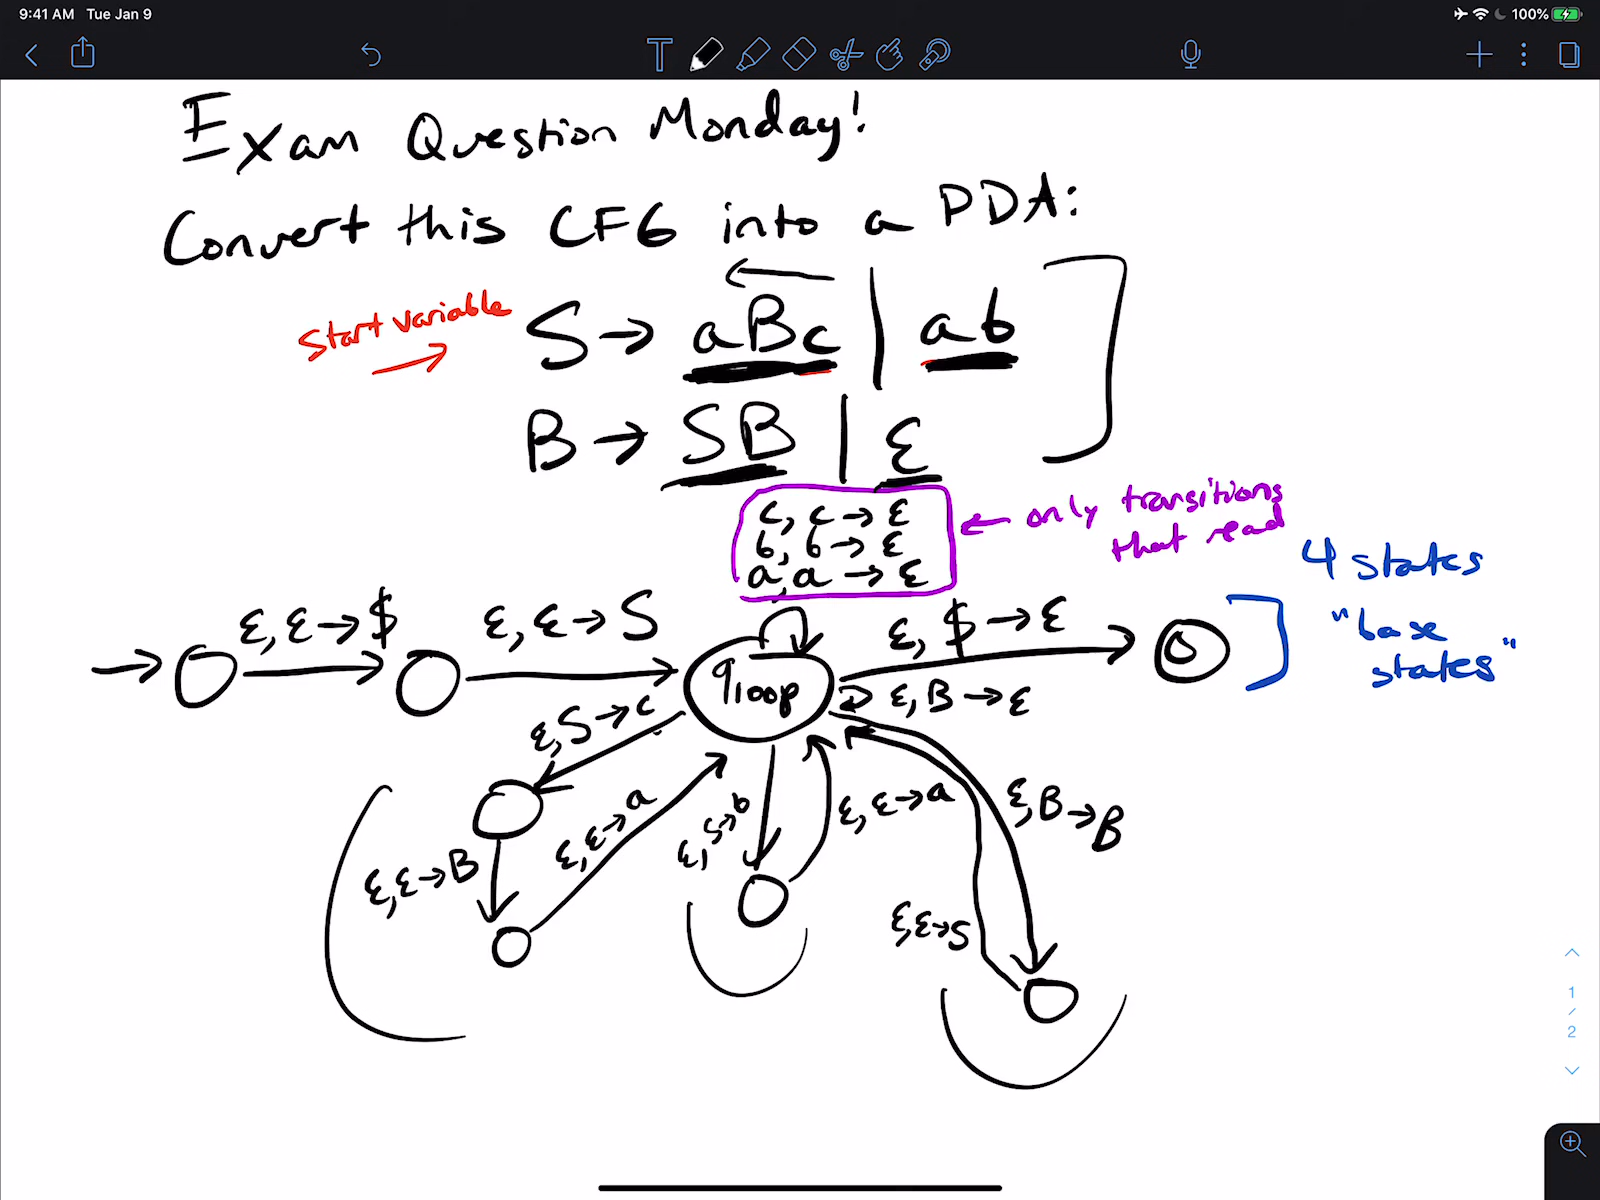 9:41 AM Tue Jan 9
100%
Exam Question Monday!
Convert this CFG into a PDA:
start variable
S → aBc | ab
B → SB | ε
c, c → ε
b, b → ε
a, a → ε
only transitions
that read
4 states
"base
states"
ε, ε → $
ε, ε → S
ε, $ → ε
qloop
ε, B → ε
ε, S → c
ε, ε → B
ε, ε → a
ε, S → b
ε, ε → a
ε, B → B
ε, ε → S
1
/
2